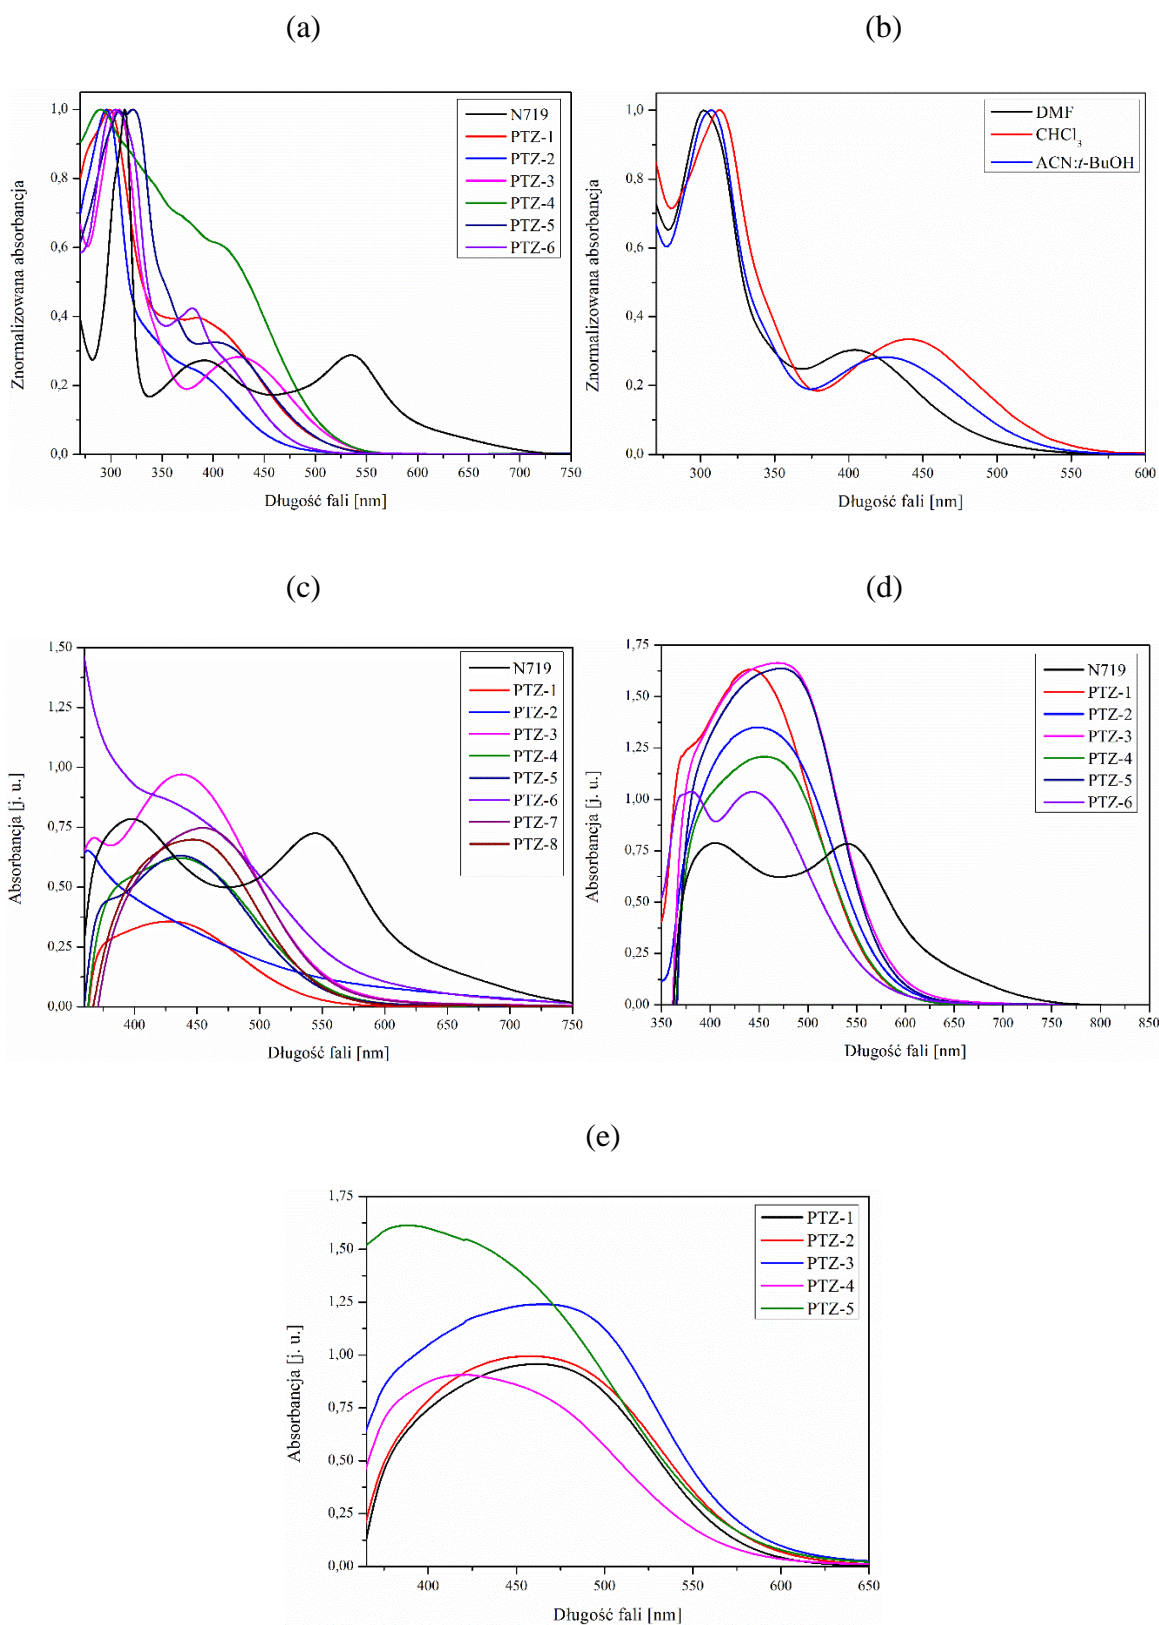 (a)
(b)
1,0
0,8
0,6
0,4
0,2
0,0
Znormalizowana absorbancja
N719
PTZ-1
PTZ-2
PTZ-3
PTZ-4
PTZ-5
PTZ-6
300 350 400 450 500 550 600 650 700 750
Długość fali [nm]
1,0
0,8
0,6
0,4
0,2
0,0
Znormalizowana absorbancja
DMF
CHCl₃
ACN:t-BuOH
300 350 400 450 500 550 600
Długość fali [nm]
(c)
(d)
1,50
1,25
1,00
0,75
0,50
0,25
0,00
Absorbancja [j. u.]
N719
PTZ-1
PTZ-2
PTZ-3
PTZ-4
PTZ-5
PTZ-6
PTZ-7
PTZ-8
400 450 500 550 600 650 700 750
Długość fali [nm]
1,75
1,50
1,25
1,00
0,75
0,50
0,25
0,00
Absorbancja [j. u.]
N719
PTZ-1
PTZ-2
PTZ-3
PTZ-4
PTZ-5
PTZ-6
350 400 450 500 550 600 650 700 750 800 850
Długość fali [nm]
(e)
1,75
1,50
1,25
1,00
0,75
0,50
0,25
0,00
Absorbancja [j. u.]
PTZ-1
PTZ-2
PTZ-3
PTZ-4
PTZ-5
400 450 500 550 600 650
Długość fali [nm]